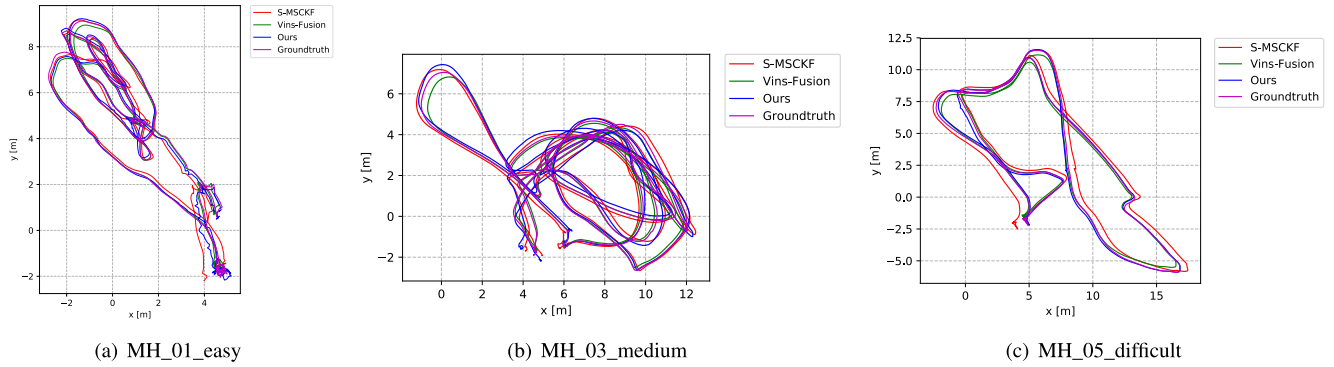 S-MSCKF
Vins-Fusion
Ours
Groundtruth
8
6
4
2
0
−2
y [m]
−2 0 2 4
x [m]
(a) MH_01_easy
S-MSCKF
Vins-Fusion
Ours
Groundtruth
6
4
2
0
−2
y [m]
0 2 4 6 8 10 12
x [m]
(b) MH_03_medium
S-MSCKF
Vins-Fusion
Ours
Groundtruth
12.5
10.0
7.5
5.0
2.5
0.0
−2.5
−5.0
y [m]
0 5 10 15
x [m]
(c) MH_05_difficult